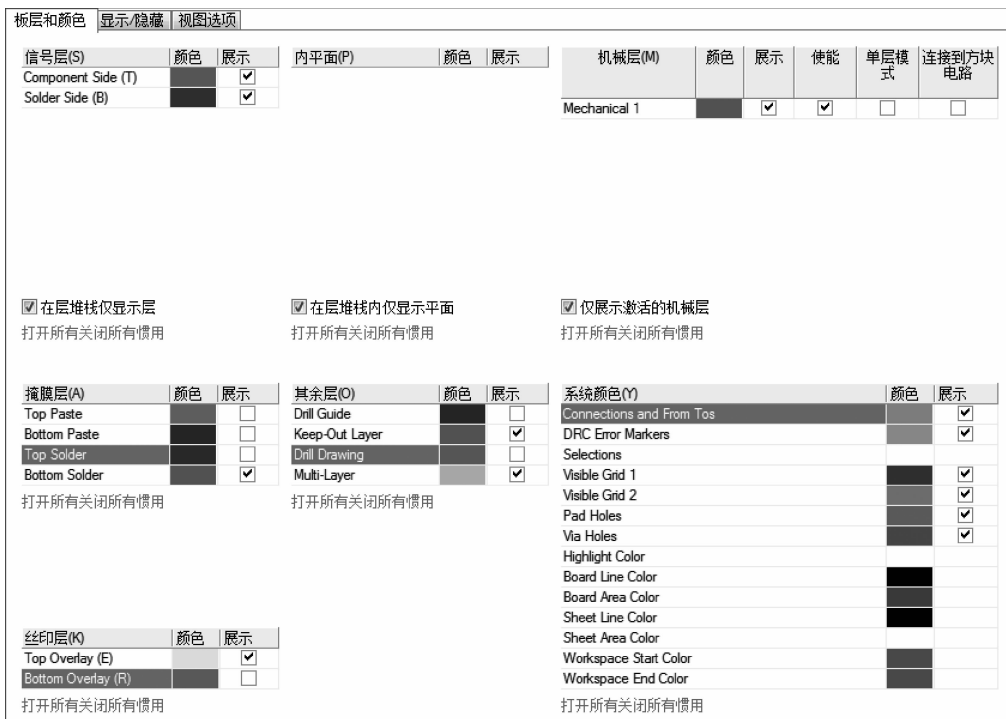 板层和颜色 显示/隐藏 视图选项
信号层(S) 颜色 展示
Component Side (T)
Solder Side (B)
内平面(P) 颜色 展示
机械层(M) 颜色 展示 使能 单层模式 连接到方块电路
Mechanical 1
在层堆栈仅显示层
打开所有关闭所有惯用
在层堆栈内仅显示平面
打开所有关闭所有惯用
仅展示激活的机械层
打开所有关闭所有惯用
掩膜层(A) 颜色 展示
Top Paste
Bottom Paste
Top Solder
Bottom Solder
打开所有关闭所有惯用
其余层(O) 颜色 展示
Drill Guide
Keep-Out Layer
Drill Drawing
Multi-Layer
打开所有关闭所有惯用
系统颜色(Y) 颜色 展示
Connections and From Tos
DRC Error Markers
Selections
Visible Grid 1
Visible Grid 2
Pad Holes
Via Holes
Highlight Color
Board Line Color
Board Area Color
Sheet Line Color
Sheet Area Color
Workspace Start Color
Workspace End Color
打开所有关闭所有惯用
丝印层(K) 颜色 展示
Top Overlay (E)
Bottom Overlay (R)
打开所有关闭所有惯用